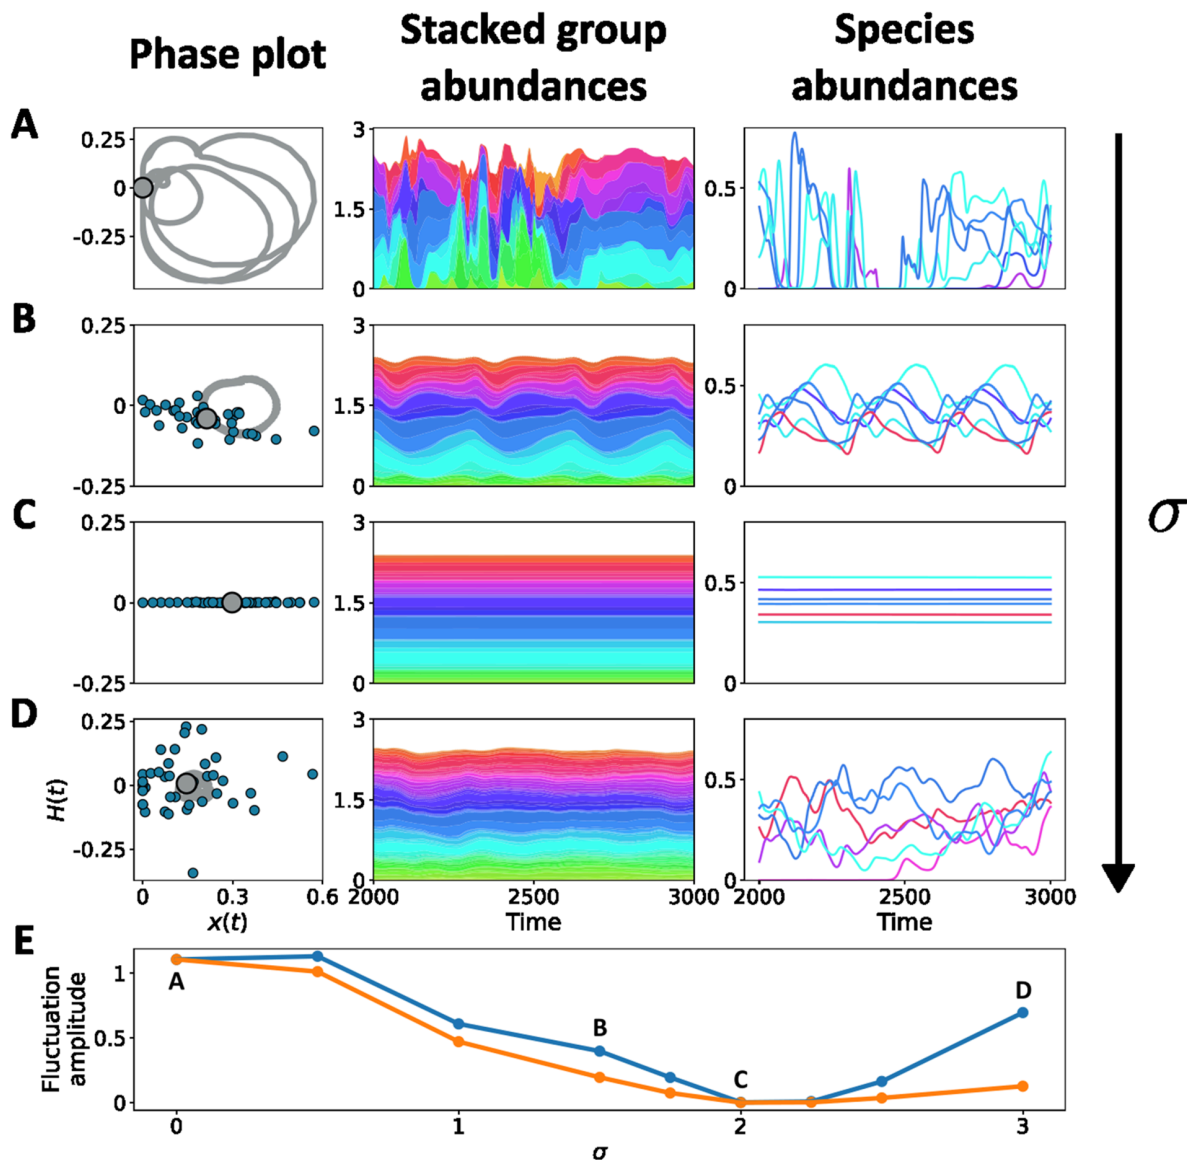 Phase plot
Stacked group
abundances
Species
abundances
A
0.25
0
-0.25
3
1.5
0
0.5
0
B
0.25
0
-0.25
3
1.5
0
0.5
0
C
0.25
0
-0.25
3
1.5
0
0.5
0
σ
D
H(t)
0.25
0
-0.25
0 0.3 0.6
x(t)
3
1.5
0
2000 2500 3000
Time
0.5
0
2000 2500 3000
Time
E
Fluctuation
amplitude
1
0.5
0
A
B
C
D
0 1 2 3
σ